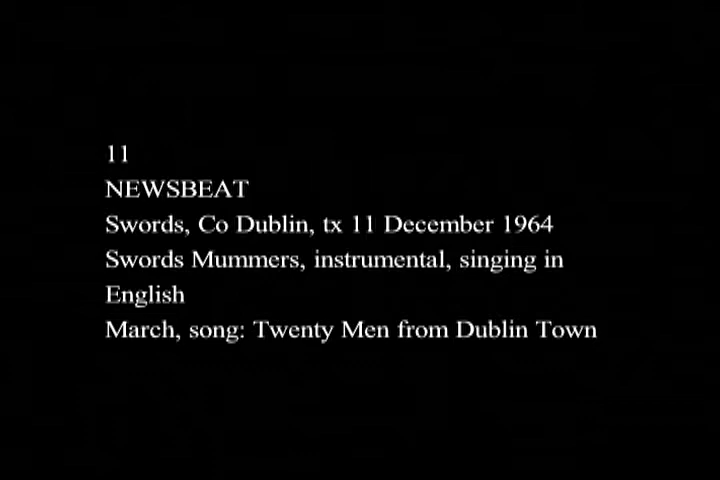 11
NEWSBEAT
Swords, Co Dublin, tx 11 December 1964
Swords Mummers, instrumental, singing in
English
March, song: Twenty Men from Dublin Town